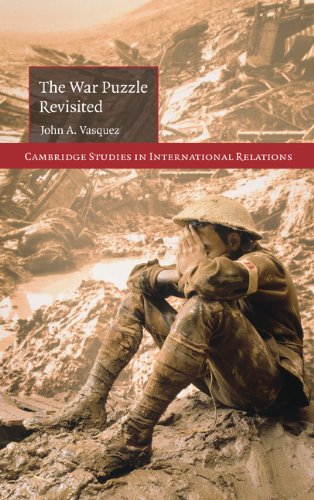 The War Puzzle
Revisited
John A. Vasquez
Cambridge Studies in International Relations